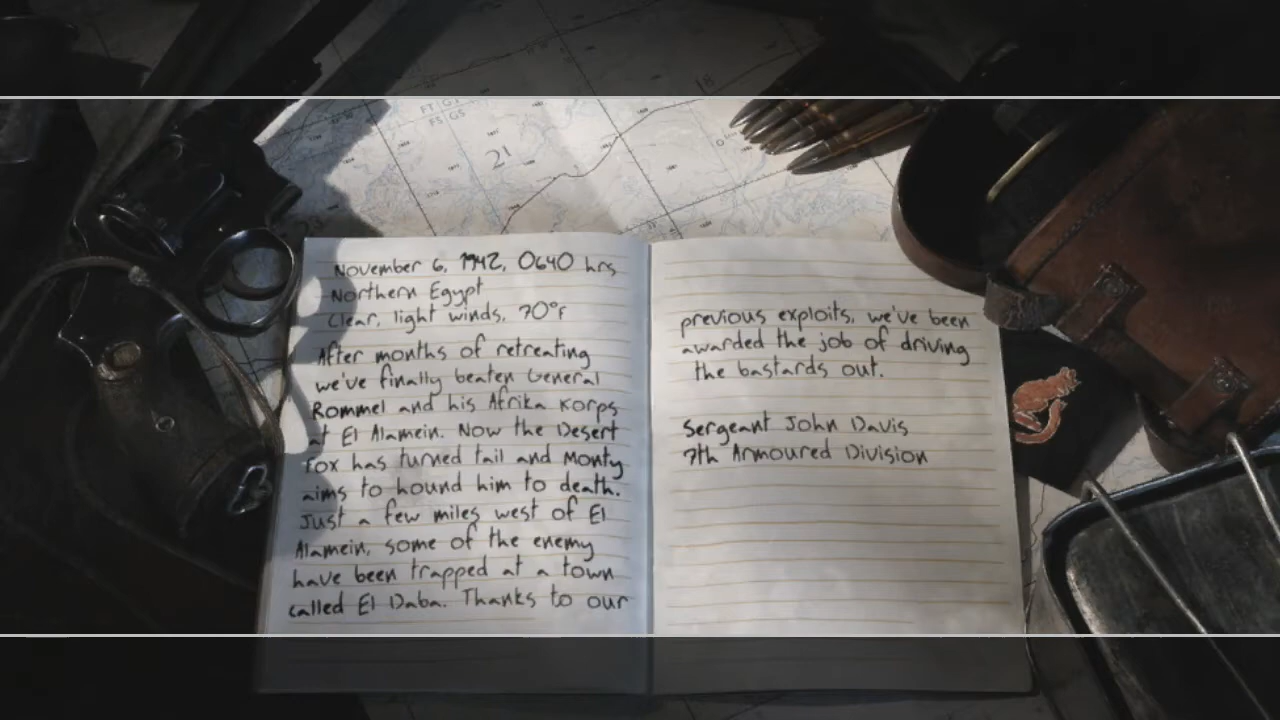 November 6, 1942, 0640 hrs
Northern Egypt
Clear, light winds, 70°F
After months of retreating
we've finally beaten General
Rommel and his Afrika Korps
at El Alamein. Now the Desert
Fox has turned tail and Monty
aims to hound him to death.
Just a few miles west of El
Alamein, some of the enemy
have been trapped at a town
called El Daba. Thanks to our
previous exploits, we've been
awarded the job of driving
the bastards out.
Sergeant John Davis
7th Armoured Division
21
18